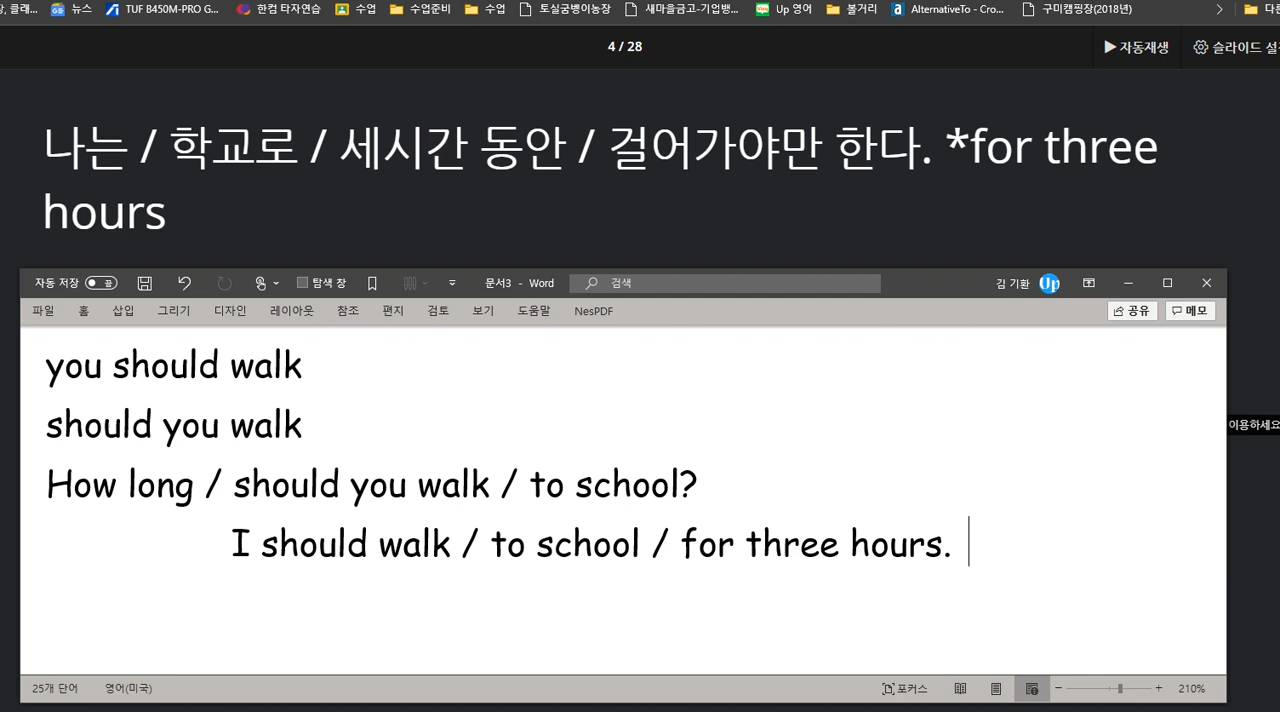 뉴스 TUF B450M-PRO G... 한컴 타자연습 수업 수업준비 수업 토실굼벵이농장 새마을금고-기업뱅... Up 영어 볼거리 AlternativeTo - Cro... 구미캠핑장(2018년)
4 / 28 자동재생 슬라이드 설
나는 / 학교로 / 세시간 동안 / 걸어가야만 한다. *for three
hours
자동 저장 끔 탐색 창 문서3 - Word 검색 김 기환 Up
파일 홈 삽입 그리기 디자인 레이아웃 참조 편지 검토 보기 도움말 NesPDF 공유 메모
you should walk
should you walk
이용하세요
How long / should you walk / to school?
I should walk / to school / for three hours.
25개 단어 영어(미국) 포커스 210%